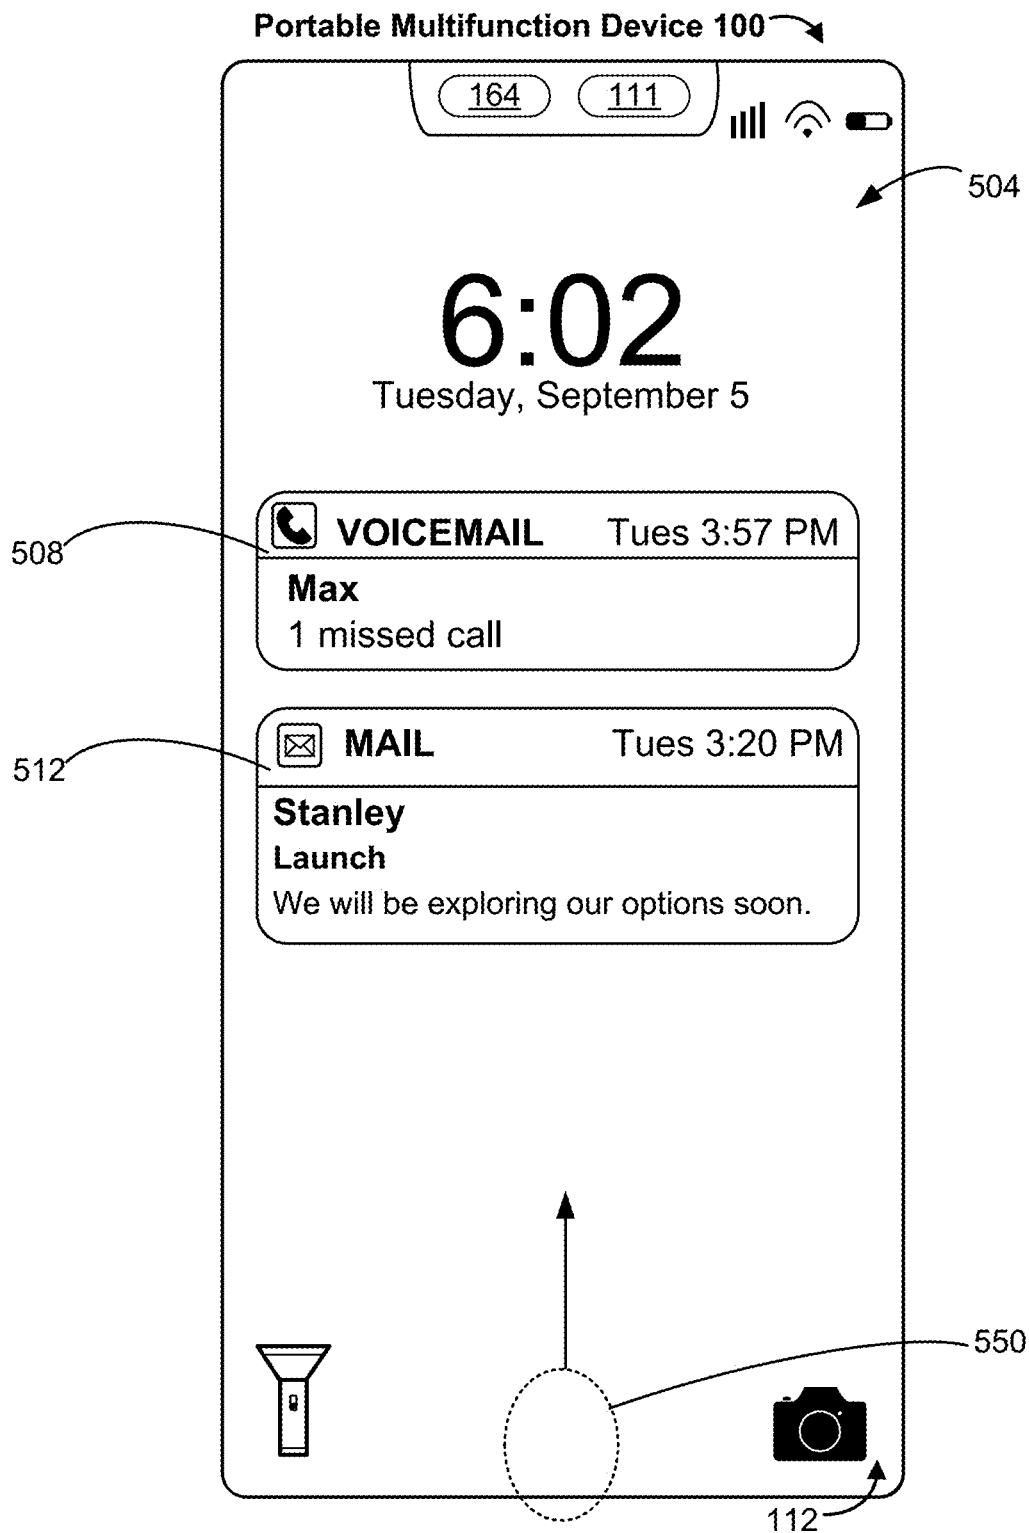 Portable Multifunction Device 100
164 111
504
6:02
Tuesday, September 5
VOICEMAIL Tues 3:57 PM
508
Max
1 missed call
MAIL Tues 3:20 PM
512
Stanley
Launch
We will be exploring our options soon.
550
112